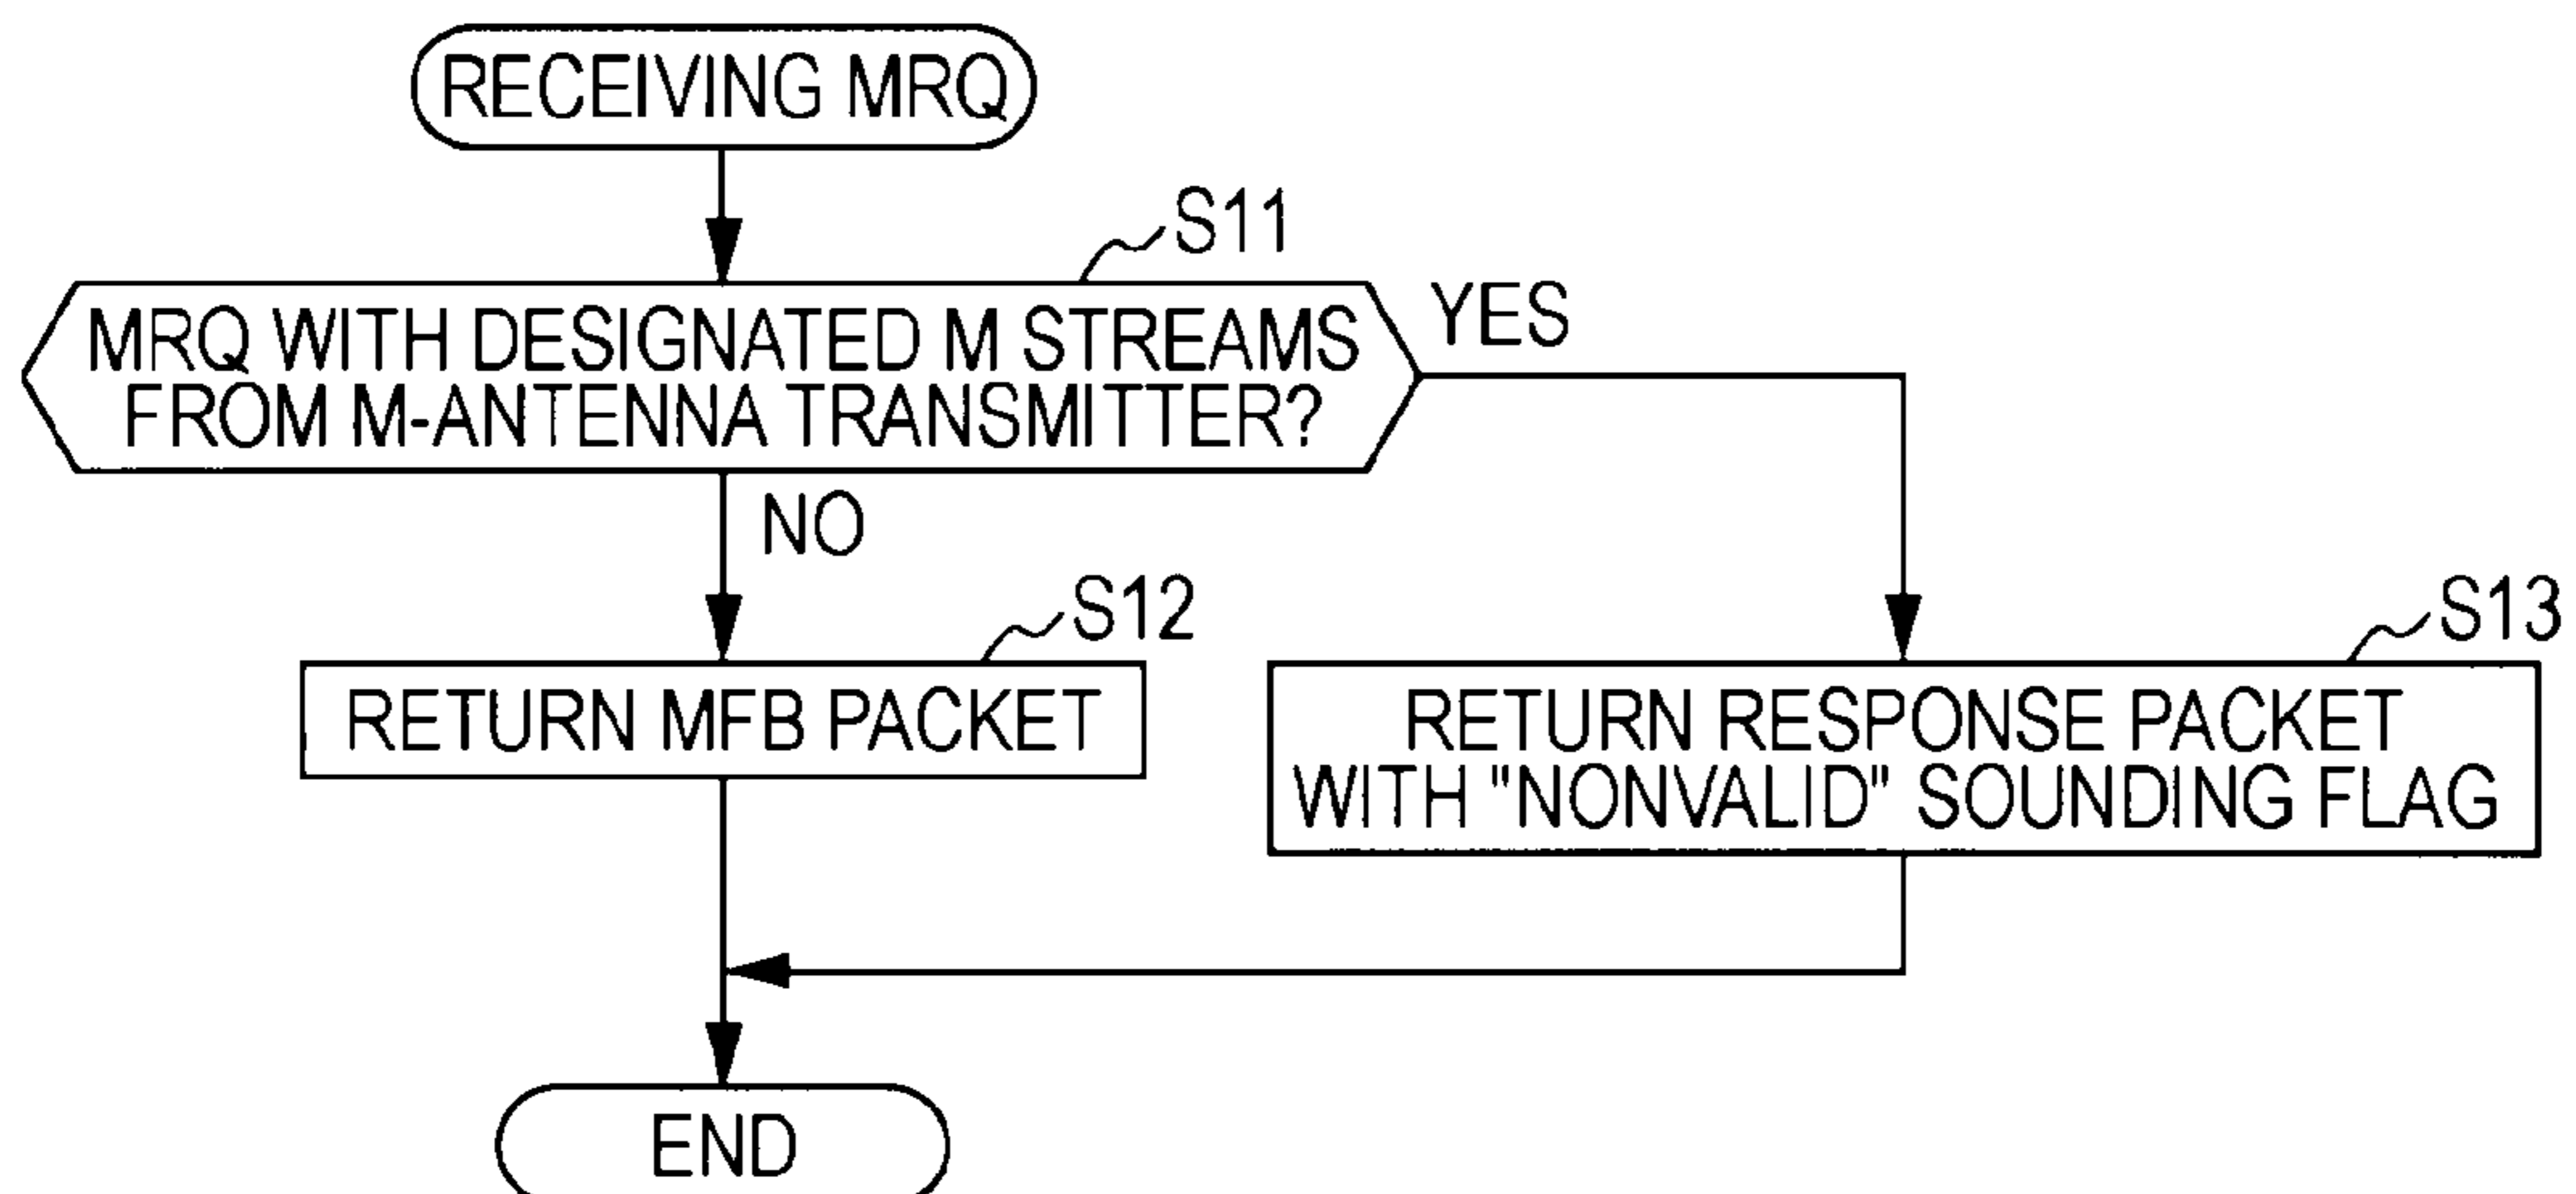 RECEIVING MRQ
S11
MRQ WITH DESIGNATED M STREAMS
FROM M-ANTENNA TRANSMITTER?
YES
NO
S12
RETURN MFB PACKET
S13
RETURN RESPONSE PACKET
WITH "NONVALID" SOUNDING FLAG
END